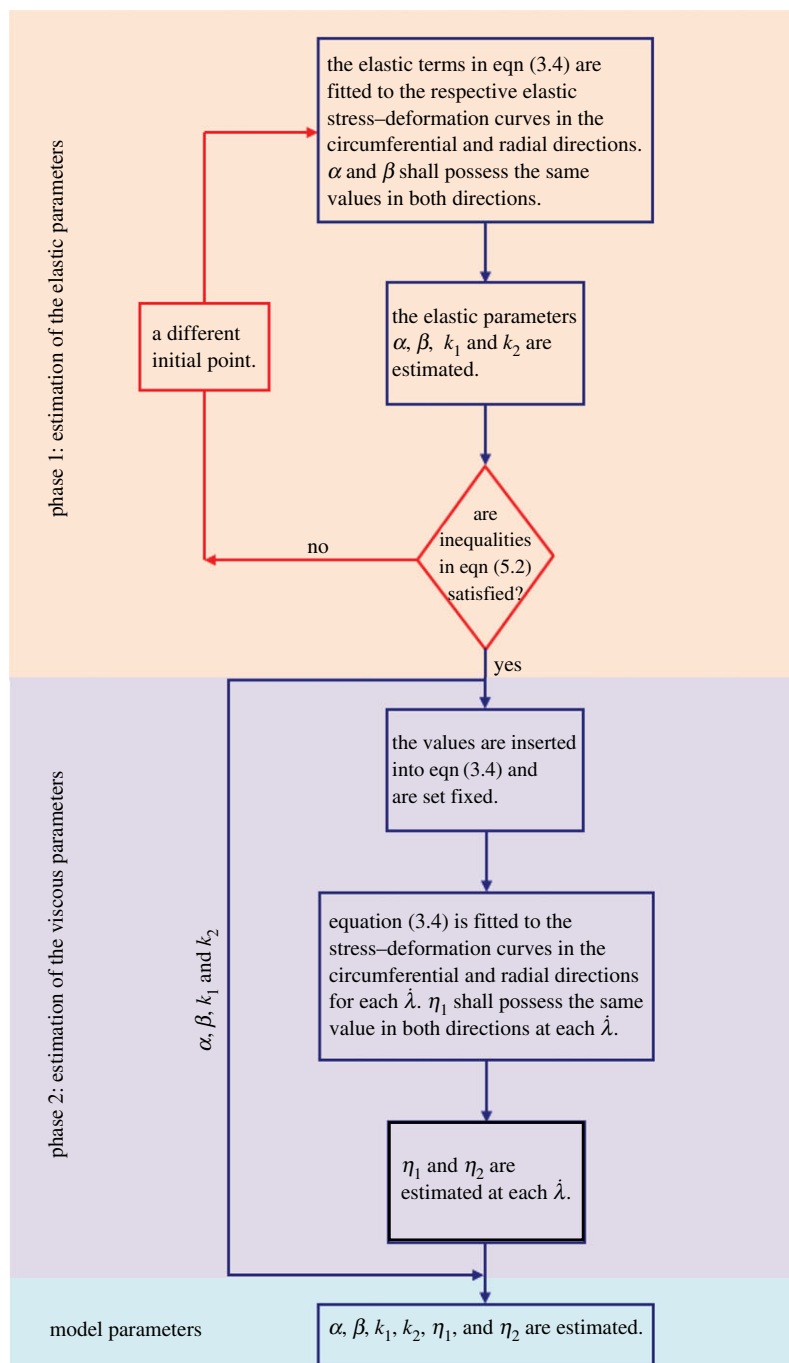 phase 1: estimation of the elastic parameters
the elastic terms in eqn (3.4) are
fitted to the respective elastic
stress–deformation curves in the
circumferential and radial directions.
α and β shall possess the same
values in both directions.
a different
initial point.
the elastic parameters
α, β, k₁ and k₂ are
estimated.
are
inequalities
in eqn (5.2)
satisfied?
no
yes
phase 2: estimation of the viscous parameters
α, β, k₁ and k₂
the values are inserted
into eqn (3.4) and
are set fixed.
equation (3.4) is fitted to the
stress–deformation curves in the
circumferential and radial directions
for each λ̇. η₁ shall possess the same
value in both directions at each λ̇.
η₁ and η₂ are
estimated at each λ̇.
model parameters
α, β, k₁, k₂, η₁, and η₂ are estimated.